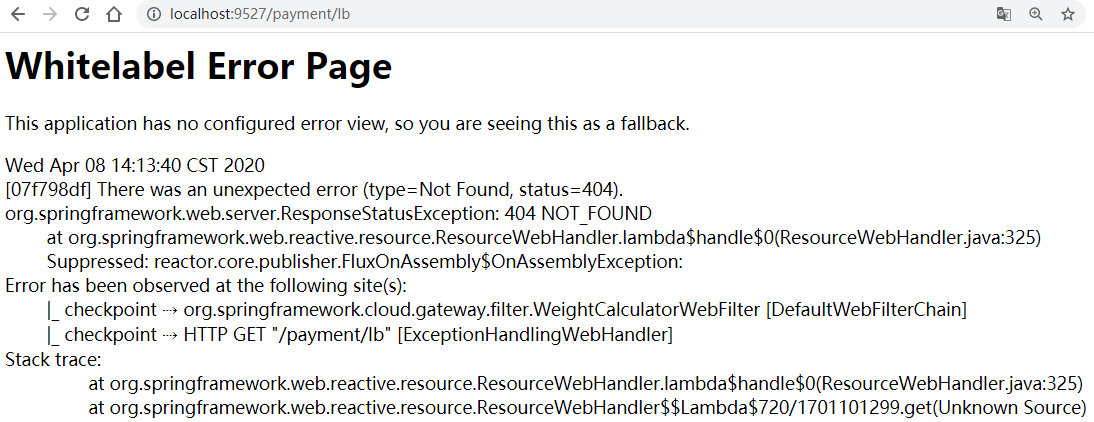 localhost:9527/payment/lb
Whitelabel Error Page
This application has no configured error view, so you are seeing this as a fallback.
Wed Apr 08 14:13:40 CST 2020
[07f798df] There was an unexpected error (type=Not Found, status=404).
org.springframework.web.server.ResponseStatusException: 404 NOT_FOUND
at org.springframework.web.reactive.resource.ResourceWebHandler.lambda$handle$0(ResourceWebHandler.java:325)
Suppressed: reactor.core.publisher.FluxOnAssembly$OnAssemblyException:
Error has been observed at the following site(s):
|_ checkpoint ⇢ org.springframework.cloud.gateway.filter.WeightCalculatorWebFilter [DefaultWebFilterChain]
|_ checkpoint ⇢ HTTP GET "/payment/lb" [ExceptionHandlingWebHandler]
Stack trace:
at org.springframework.web.reactive.resource.ResourceWebHandler.lambda$handle$0(ResourceWebHandler.java:325)
at org.springframework.web.reactive.resource.ResourceWebHandler$$Lambda$720/1701101299.get(Unknown Source)